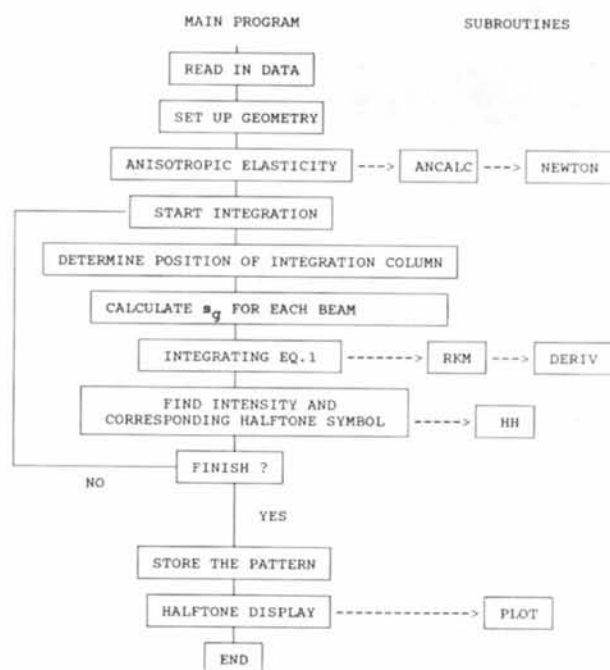 MAIN PROGRAM SUBROUTINES
READ IN DATA
SET UP GEOMETRY
ANISOTROPIC ELASTICITY ---> ANCALC ---> NEWTON
START INTEGRATION
DETERMINE POSITION OF INTEGRATION COLUMN
CALCULATE s_g FOR EACH BEAM
INTEGRATING EQ.1 -------> RKM ---> DERIV
FIND INTENSITY AND
CORRESPONDING HALFTONE SYMBOL ----> HH
FINISH ?
NO
YES
STORE THE PATTERN
HALFTONE DISPLAY ------------> PLOT
END